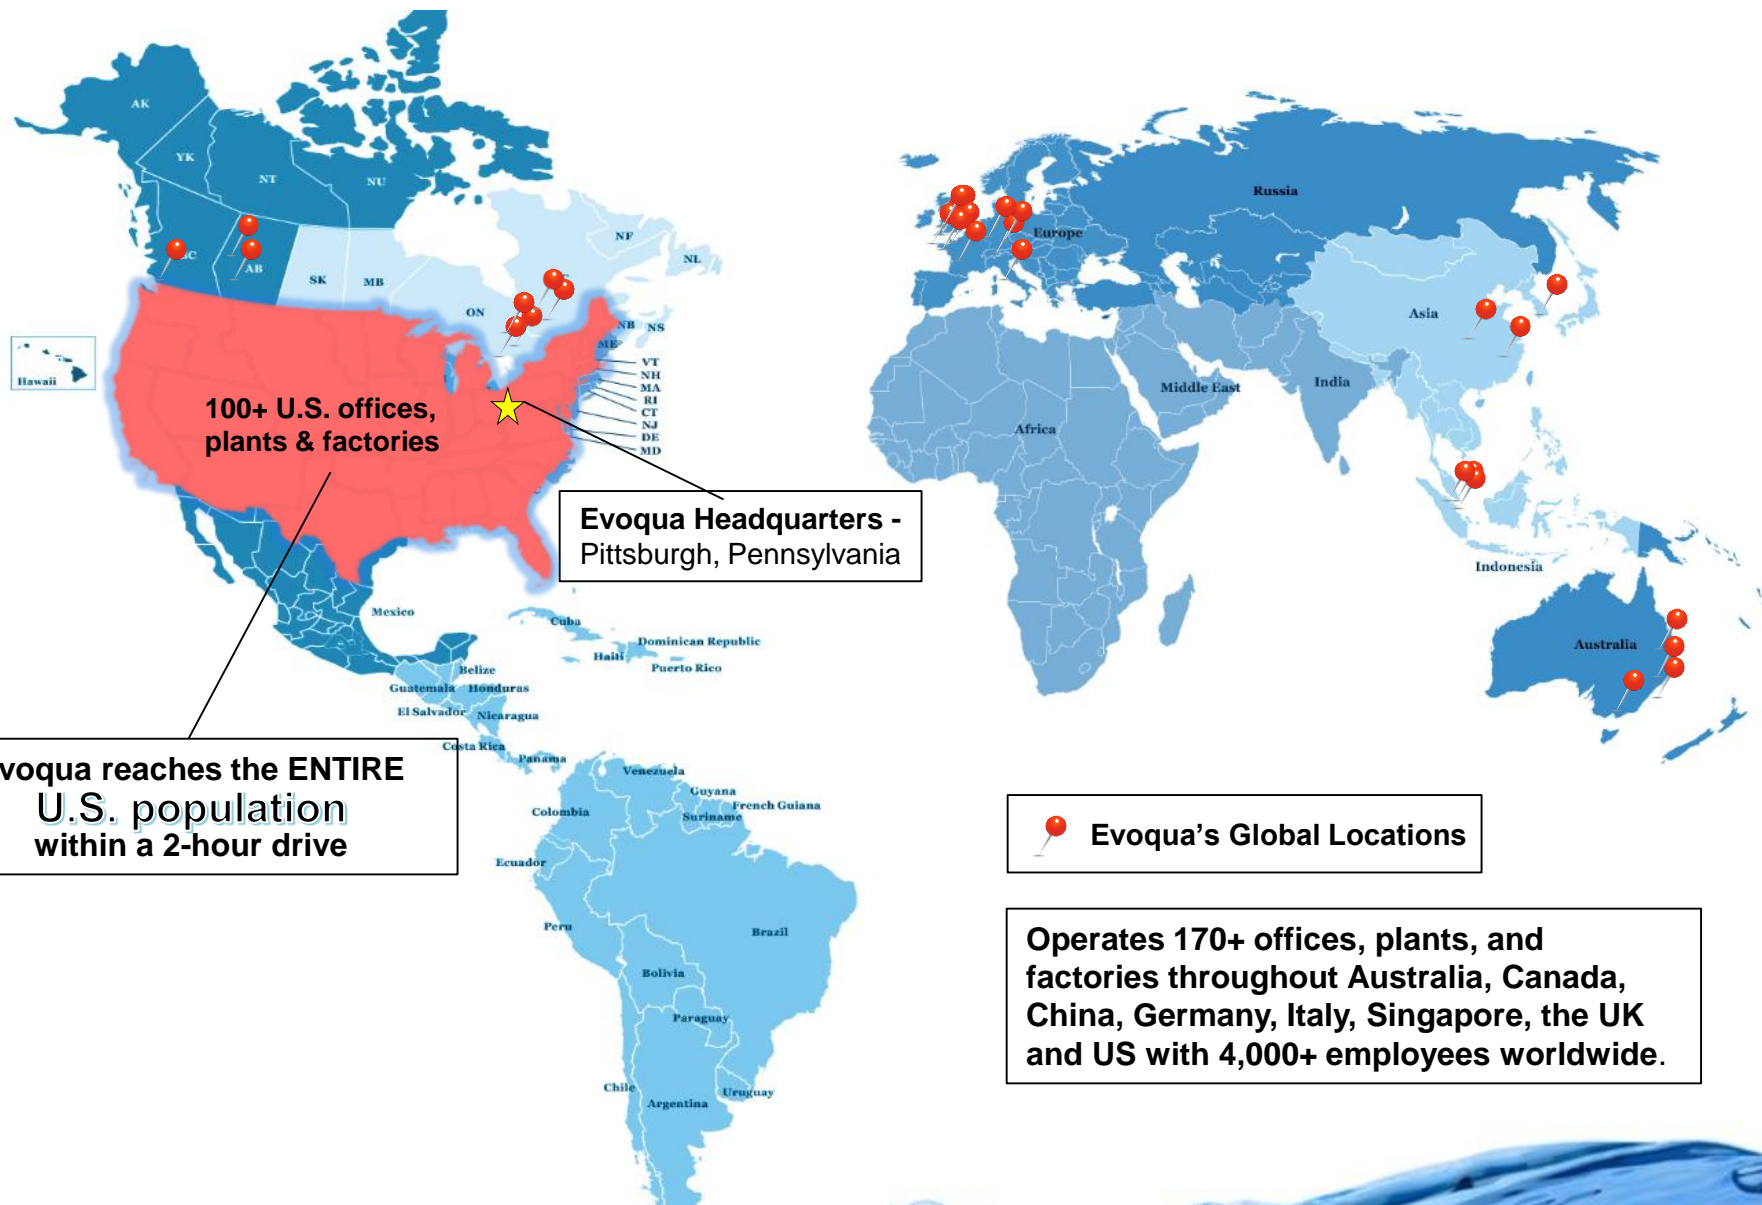 AK
YK
NT
NU
BC
AB
SK
MB
ON
NF
NL
NB
NS
ME
VT
NH
MA
RI
CT
NJ
DE
MD
Hawaii
100+ U.S. offices,
plants & factories
Evoqua Headquarters -
Pittsburgh, Pennsylvania
Mexico
Cuba
Dominican Republic
Haiti
Puerto Rico
Belize
Guatemala
Honduras
El Salvador
Nicaragua
Costa Rica
Panama
voqua reaches the ENTIRE
U.S. population
within a 2-hour drive
Venezuela
Guyana
French Guiana
Suriname
Colombia
Ecuador
Peru
Brazil
Bolivia
Paraguay
Chile
Uruguay
Argentina
Russia
Europe
Asia
Middle East
India
Africa
Indonesia
Australia
Evoqua’s Global Locations
Operates 170+ offices, plants, and
factories throughout Australia, Canada,
China, Germany, Italy, Singapore, the UK
and US with 4,000+ employees worldwide.